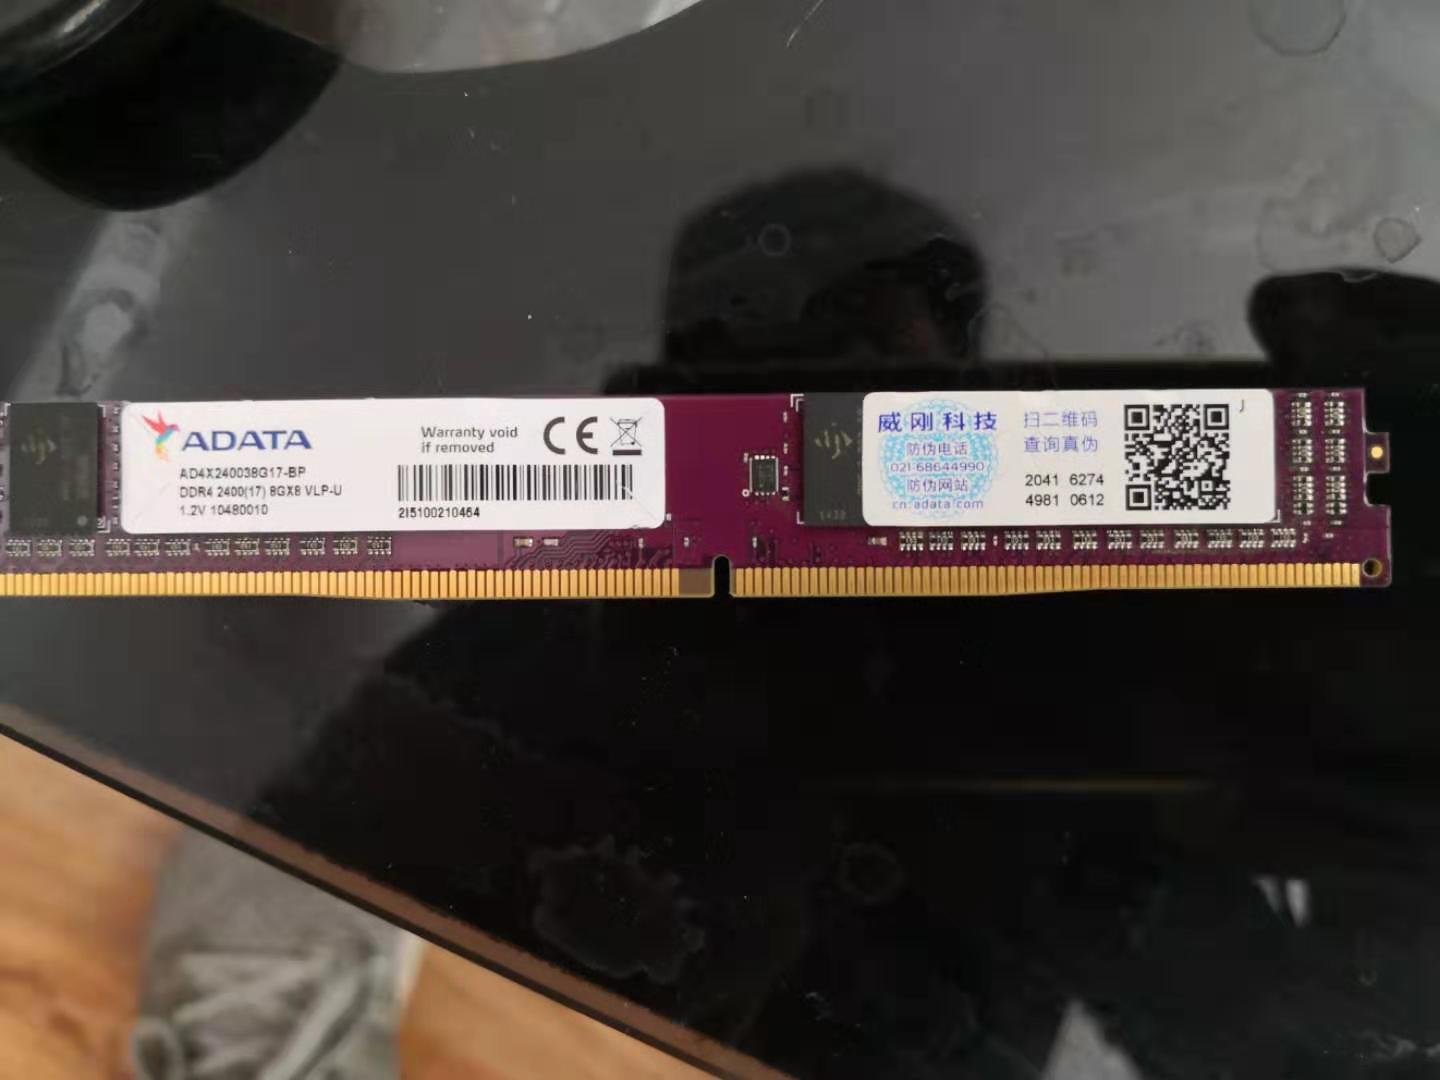 ADATA
Warranty void
if removed
AD4X240038G17-BP
DDR4 2400(17) 8GX8 VLP-U
1.2V 10480010
2I5100210464
威刚科技
防伪电话
021-68644990
防伪网站
cn.adata.com
扫二维码
查询真伪
2041 6274
4981 0612
J